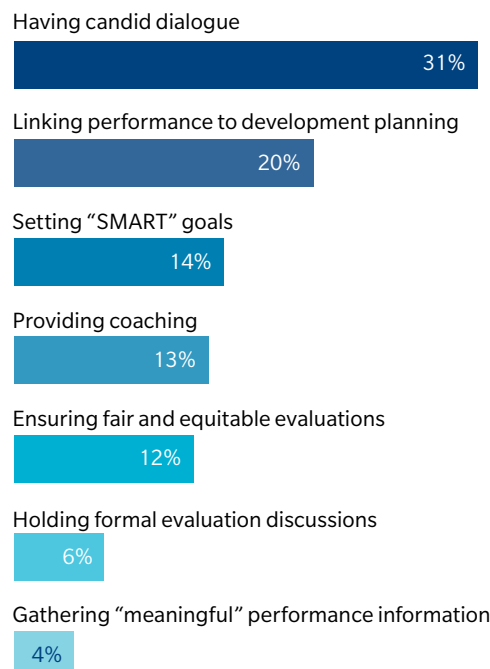 Having candid dialogue
31%
Linking performance to development planning
20%
Setting “SMART” goals
14%
Providing coaching
13%
Ensuring fair and equitable evaluations
12%
Holding formal evaluation discussions
6%
Gathering “meaningful” performance information
4%